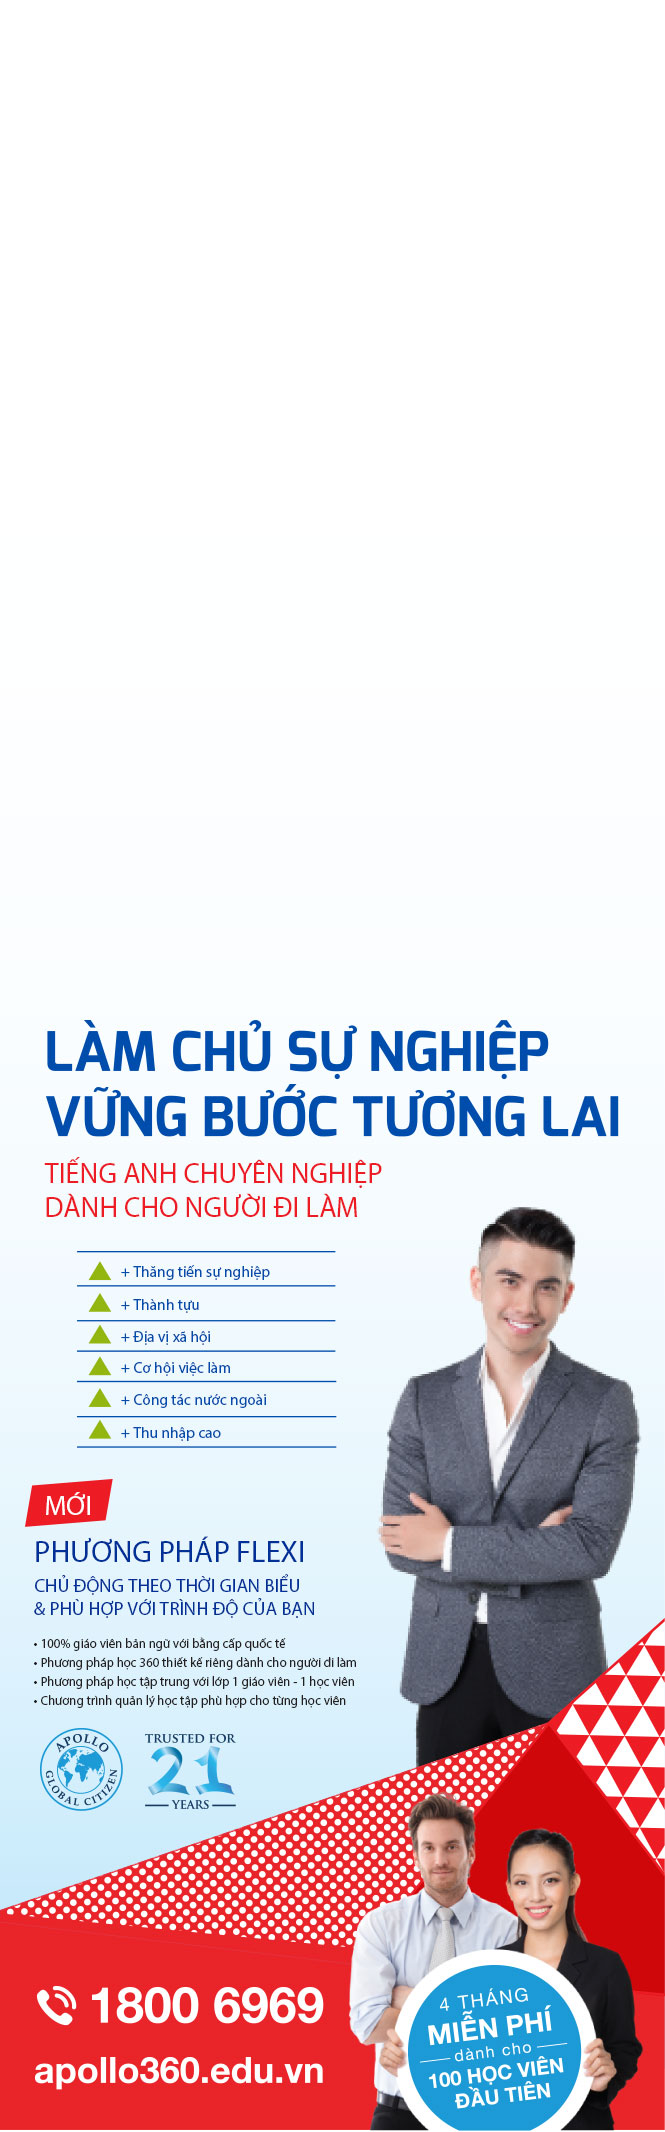 LÀM CHỦ SỰ NGHIỆP
VỮNG BƯỚC TƯƠNG LAI
TIẾNG ANH CHUYÊN NGHIỆP
DÀNH CHO NGƯỜI ĐI LÀM
+ Thăng tiến sự nghiệp
+ Thành tựu
+ Địa vị xã hội
+ Cơ hội việc làm
+ Công tác nước ngoài
+ Thu nhập cao
MỚI
PHƯƠNG PHÁP FLEXI
CHỦ ĐỘNG THEO THỜI GIAN BIỂU
& PHÙ HỢP VỚI TRÌNH ĐỘ CỦA BẠN
• 100% giáo viên bản ngữ với bằng cấp quốc tế
• Phương pháp học 360 thiết kế riêng dành cho người đi làm
• Phương pháp học tập trung với lớp 1 giáo viên - 1 học viên
• Chương trình quản lý học tập phù hợp cho từng học viên
APOLLO
GLOBAL CITIZEN
TRUSTED FOR
21
YEARS
1800 6969
apollo360.edu.vn
4 THÁNG
MIỄN PHÍ
dành cho
100 HỌC VIÊN
ĐẦU TIÊN